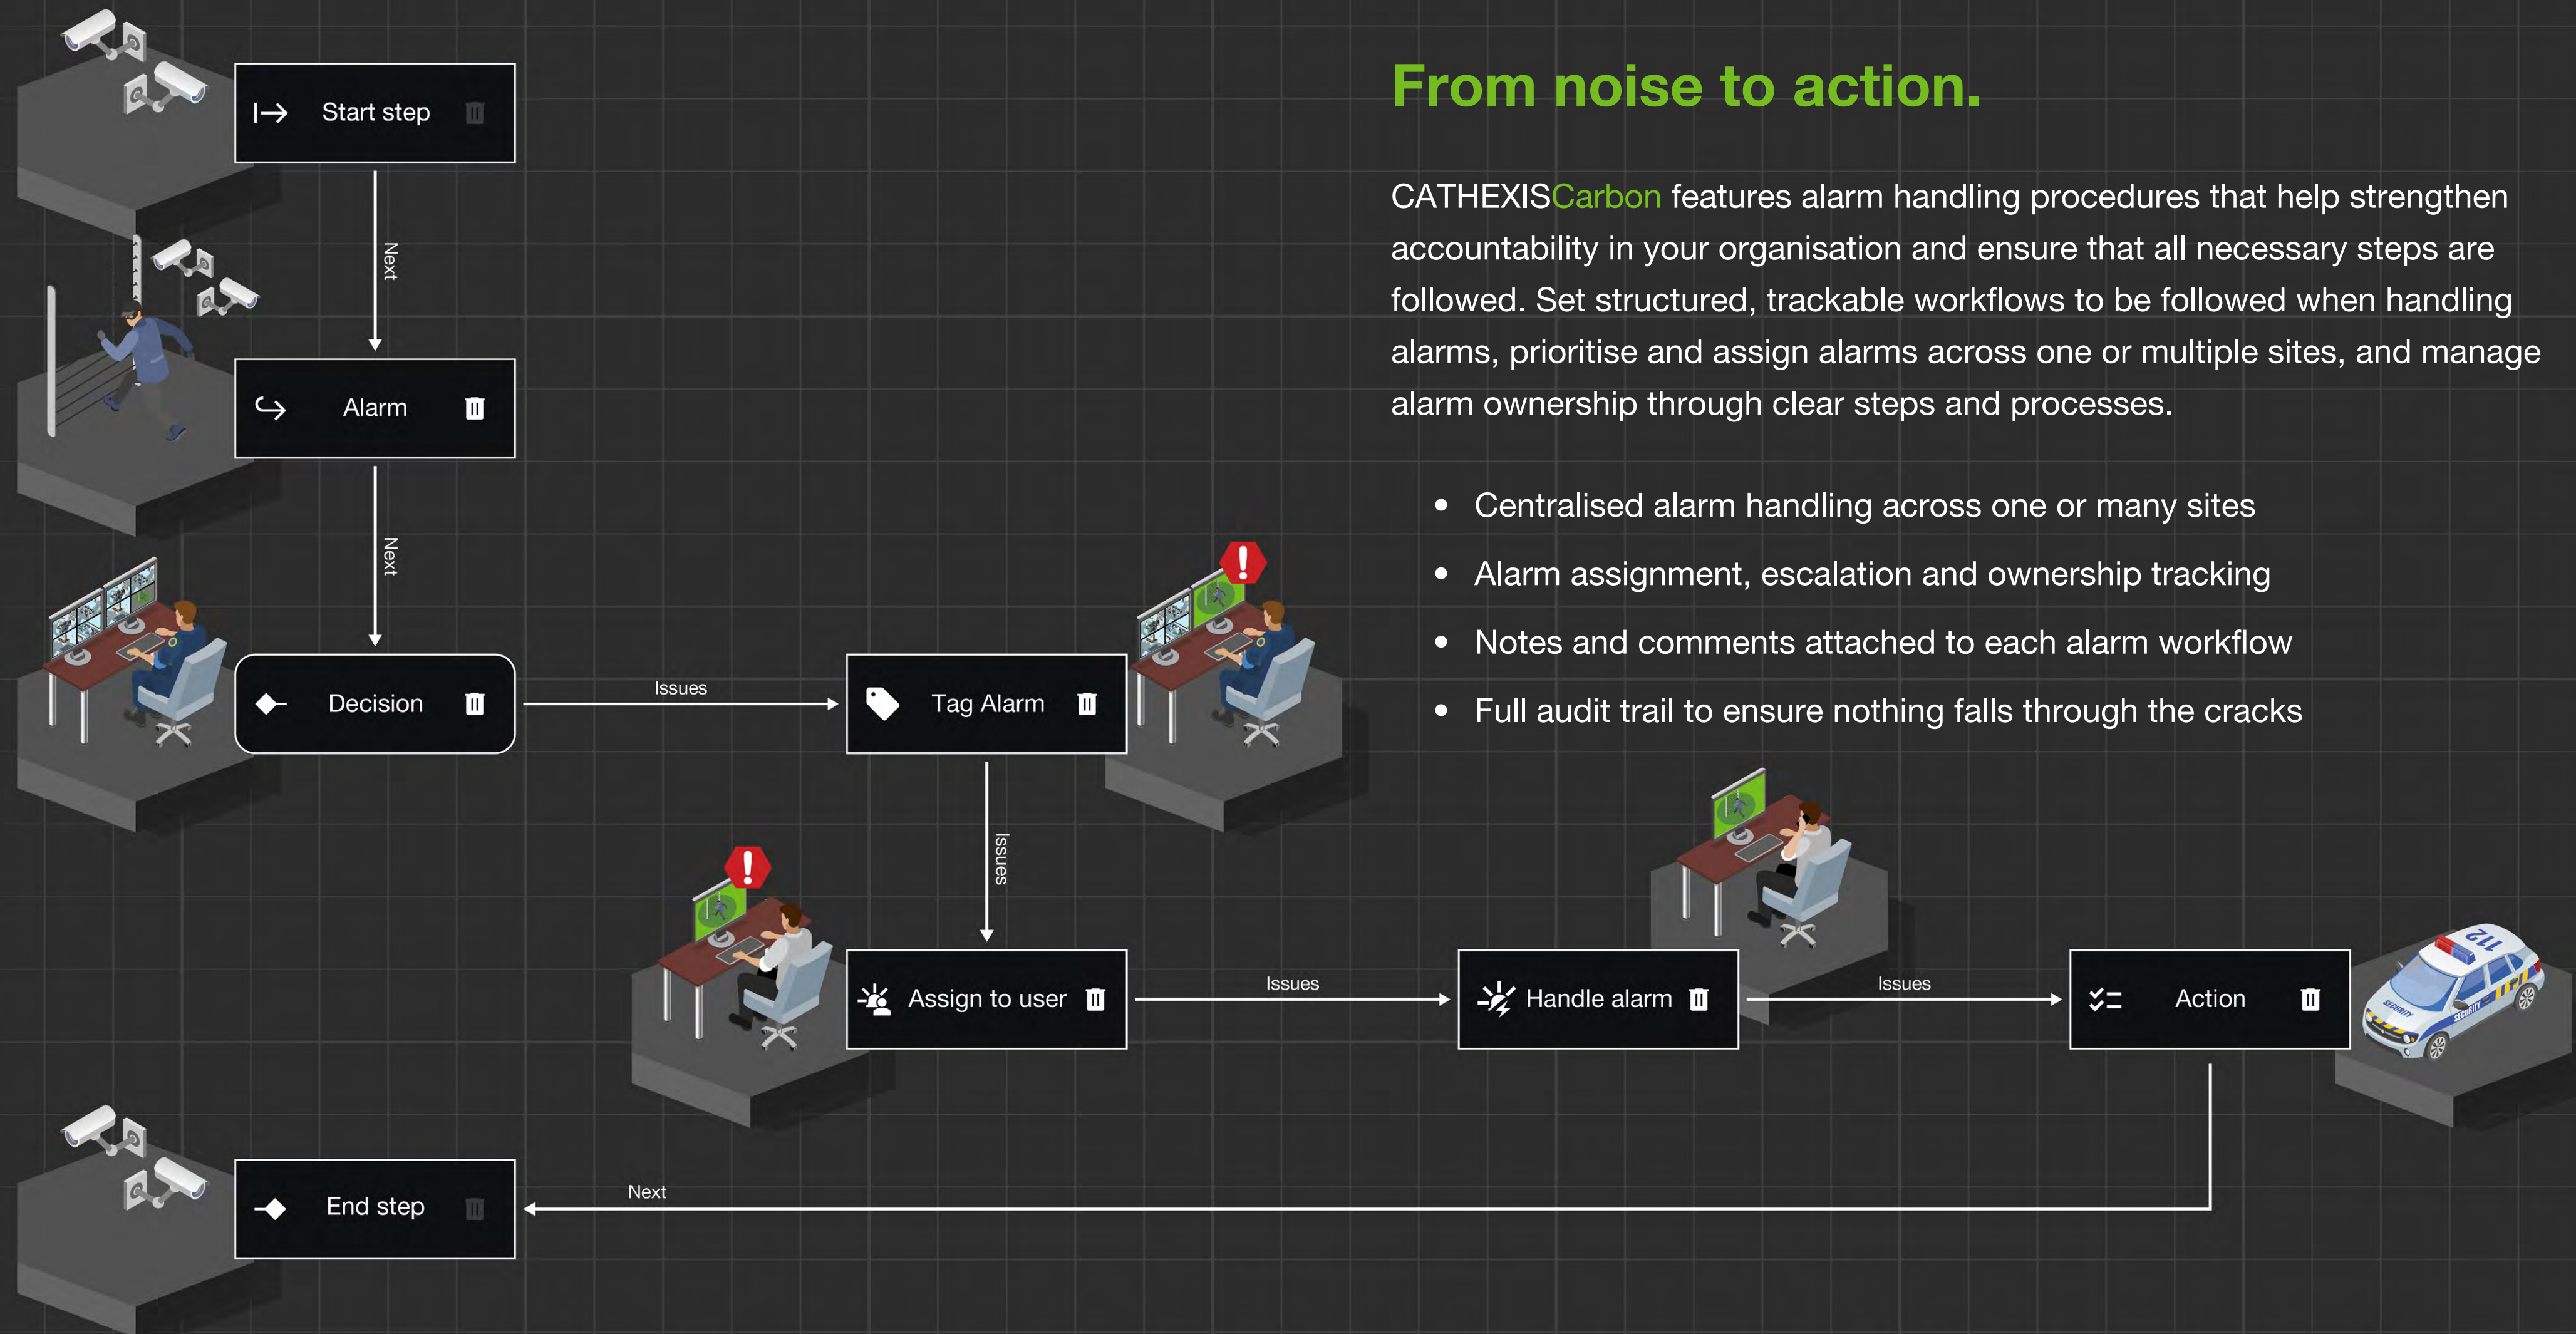 From noise to action.
CATHEXISCarbon features alarm handling procedures that help strengthen
accountability in your organisation and ensure that all necessary steps are
followed. Set structured, trackable workflows to be followed when handling
alarms, prioritise and assign alarms across one or multiple sites, and manage
alarm ownership through clear steps and processes.
• Centralised alarm handling across one or many sites
• Alarm assignment, escalation and ownership tracking
• Notes and comments attached to each alarm workflow
• Full audit trail to ensure nothing falls through the cracks
Start step
Next
Alarm
Next
Decision
Issues
Tag Alarm
Issues
Assign to user
Issues
Handle alarm
Issues
Action
112
SECURITY
SECURITY
Next
End step